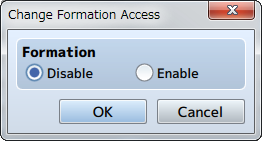 Change Formation Access
Formation
Disable Enable
OK Cancel